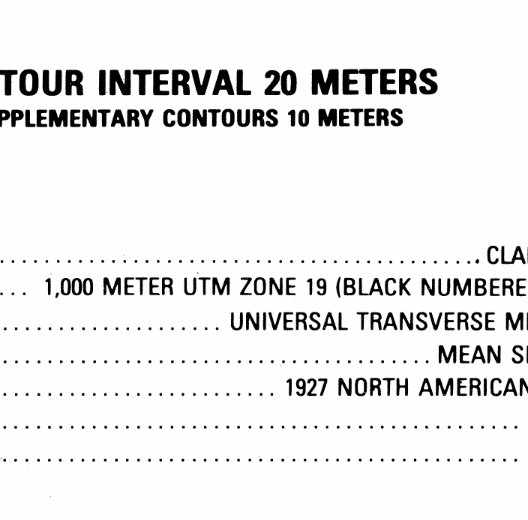 TOUR INTERVAL 20 METERS
PPLEMENTARY CONTOURS 10 METERS
........................................ CLA
... 1,000 METER UTM ZONE 19 (BLACK NUMBERE
................... UNIVERSAL TRANSVERSE M
..................................... MEAN S
........................ 1927 NORTH AMERICAN
.............................................
.............................................